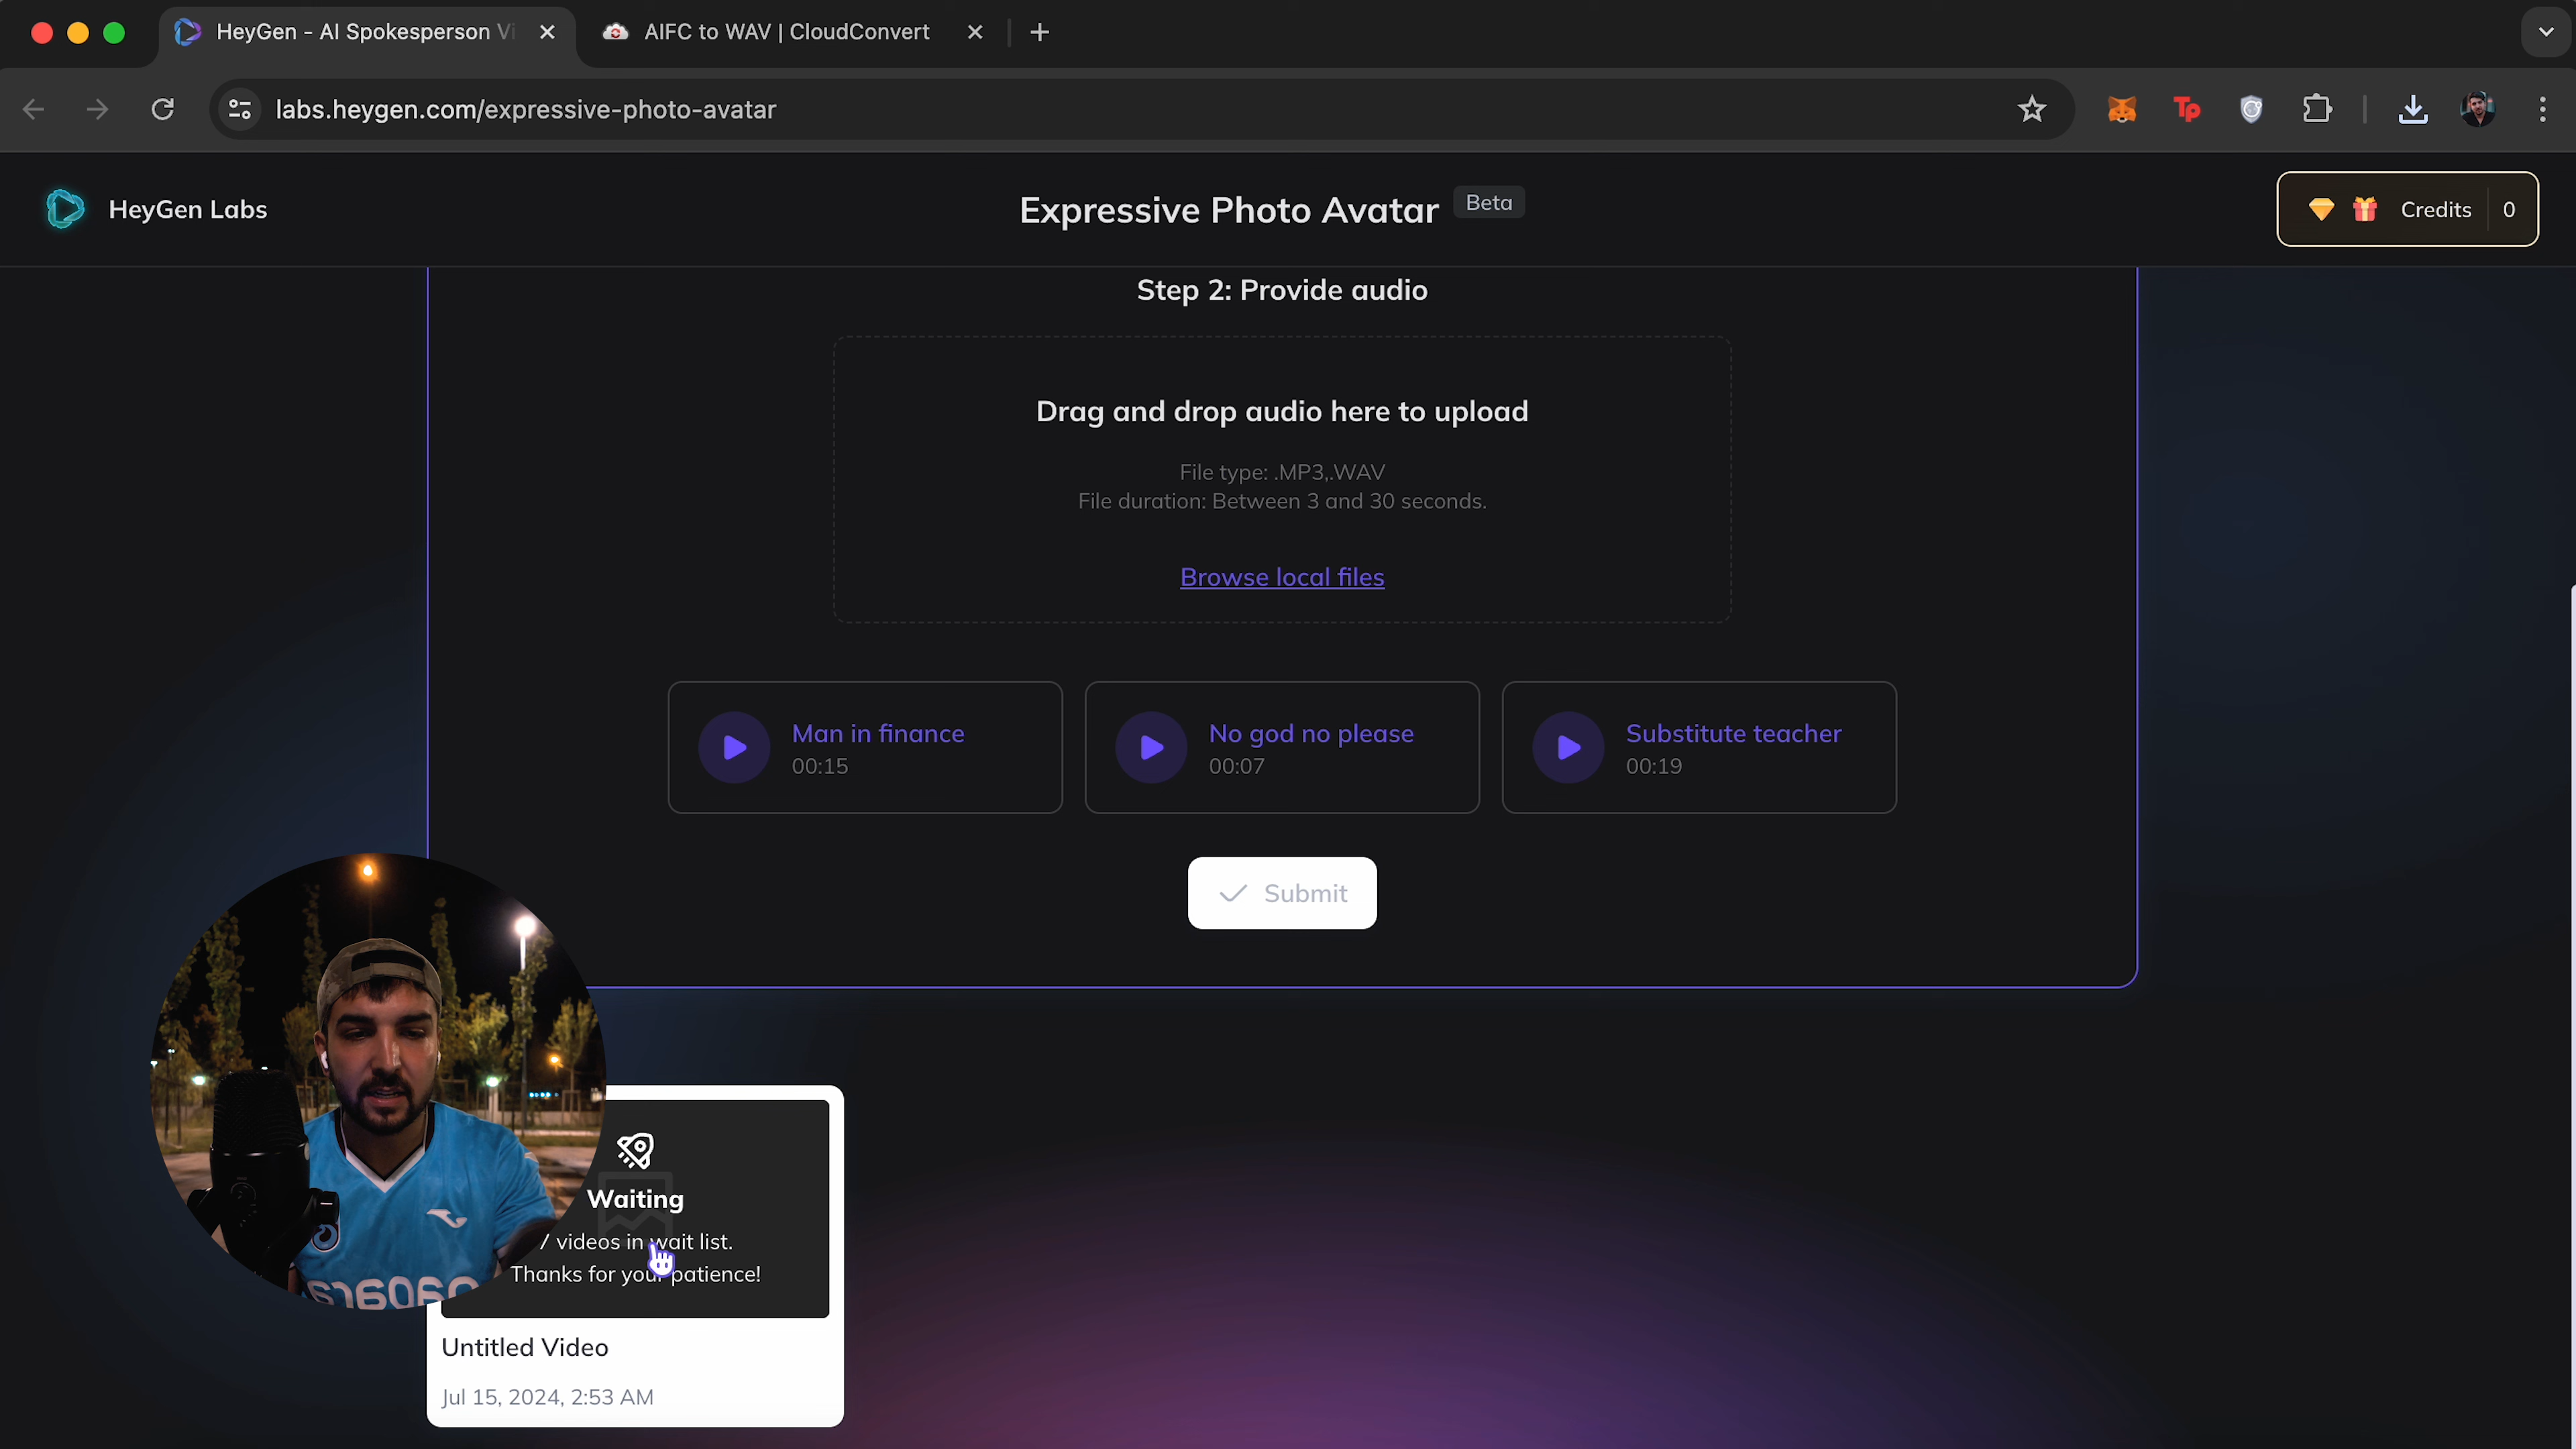 HeyGen - AI Spokesperson Vi
AIFC to WAV | CloudConvert
labs.heygen.com/expressive-photo-avatar
Tp
HeyGen Labs
Expressive Photo Avatar
Beta
Credits
0
Step 2: Provide audio
Drag and drop audio here to upload
File type: .MP3,.WAV
File duration: Between 3 and 30 seconds.
Browse local files
Man in finance
00:15
No god no please
00:07
Substitute teacher
00:19
Submit
Waiting
7 videos in wait list.
Thanks for your patience!
Untitled Video
Jul 15, 2024, 2:53 AM